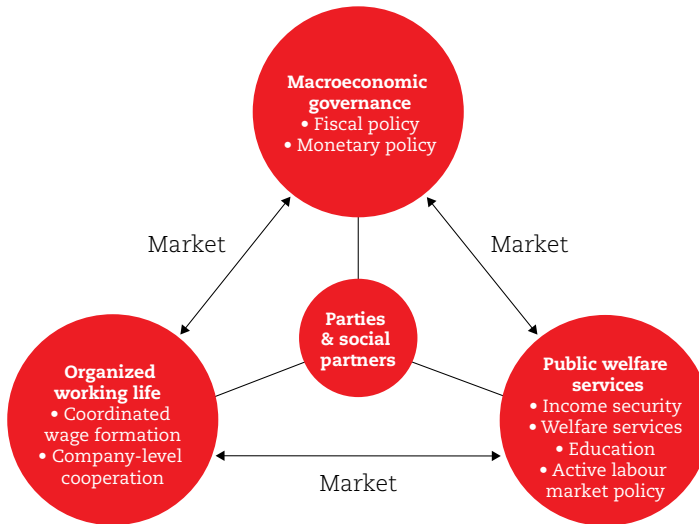 Macroeconomic
governance
• Fiscal policy
• Monetary policy
Market
Market
Parties
& social
partners
Organized
working life
• Coordinated
wage formation
• Company-level
cooperation
Public welfare
services
• Income security
• Welfare services
• Education
• Active labour
market policy
Market